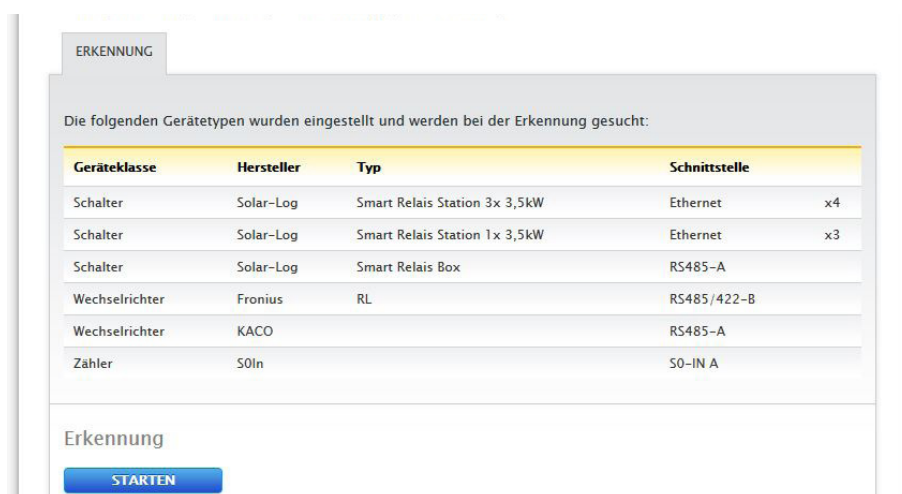 ERKENNUNG
Die folgenden Gerätetypen wurden eingestellt und werden bei der Erkennung gesucht:
Geräteklasse Hersteller Typ Schnittstelle
Schalter Solar-Log Smart Relais Station 3x 3,5kW Ethernet x4
Schalter Solar-Log Smart Relais Station 1x 3,5kW Ethernet x3
Schalter Solar-Log Smart Relais Box RS485-A
Wechselrichter Fronius RL RS485/422-B
Wechselrichter KACO RS485-A
Zähler S0In S0-IN A
Erkennung
STARTEN